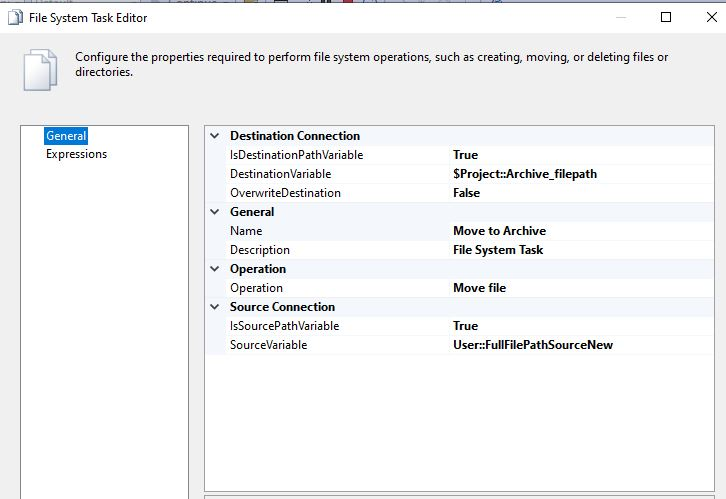 File System Task Editor
Configure the properties required to perform file system operations, such as creating, moving, or deleting files or
directories.
General
Expressions
Destination Connection
IsDestinationPathVariable True
DestinationVariable $Project::Archive_filepath
OverwriteDestination False
General
Name Move to Archive
Description File System Task
Operation
Operation Move file
Source Connection
IsSourcePathVariable True
SourceVariable User::FullFilePathSourceNew